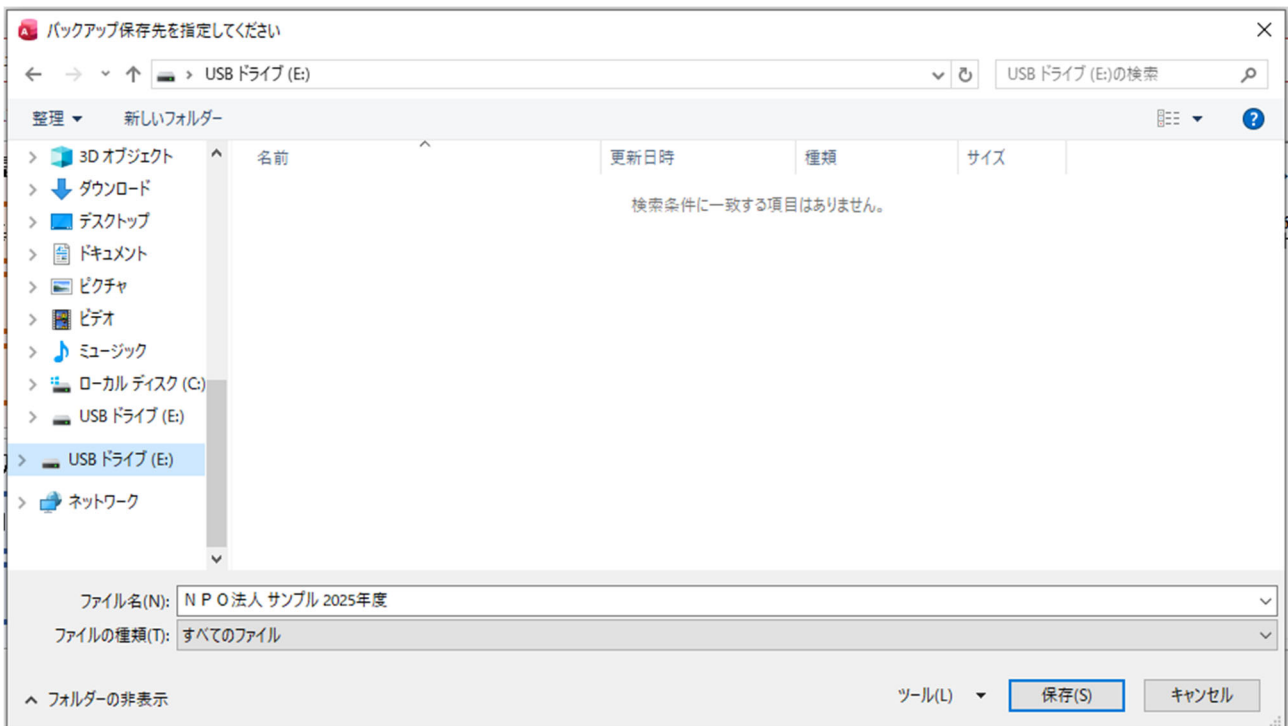 バックアップ保存先を指定してください
USB ドライブ (E:)
USB ドライブ (E:)の検索
整理
新しいフォルダー
名前
更新日時
種類
サイズ
検索条件に一致する項目はありません。
3D オブジェクト
ダウンロード
デスクトップ
ドキュメント
ピクチャ
ビデオ
ミュージック
ローカル ディスク (C:)
USB ドライブ (E:)
USB ドライブ (E:)
ネットワーク
ファイル名(N): ＮＰＯ法人 サンプル 2025年度
ファイルの種類(T): すべてのファイル
フォルダーの非表示
ツール(L)
保存(S)
キャンセル